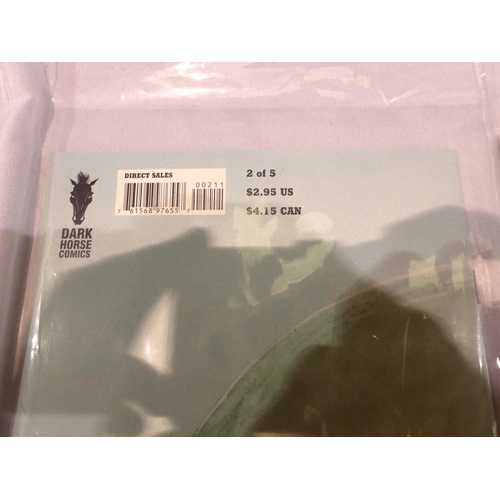 DIRECT SALES
00211
7 61568 97655 7
2 of 5
$2.95 US
$4.15 CAN
DARK
HORSE
COMICS